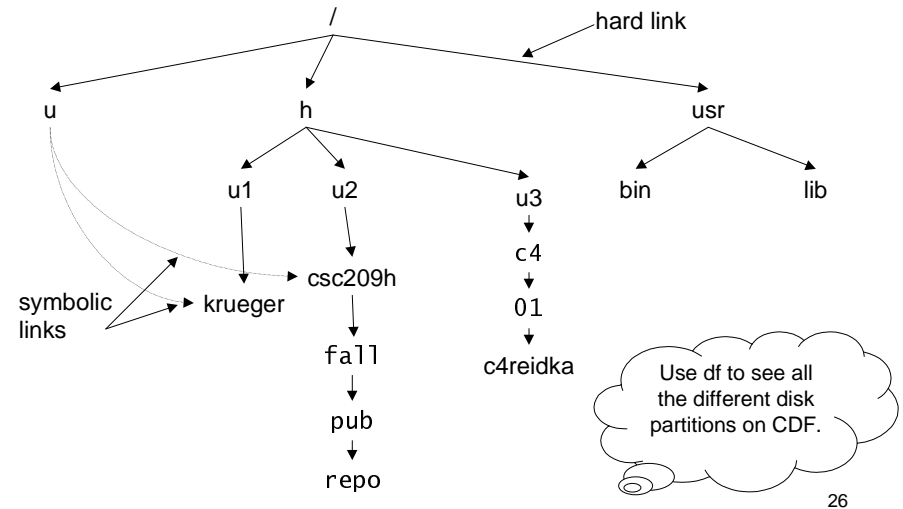 /
hard link
u
h
usr
u1
u2
u3
bin
lib
c4
csc209h
symbolic
links
krueger
01
fall
c4reidka
pub
repo
Use df to see all
the different disk
partitions on CDF.
26